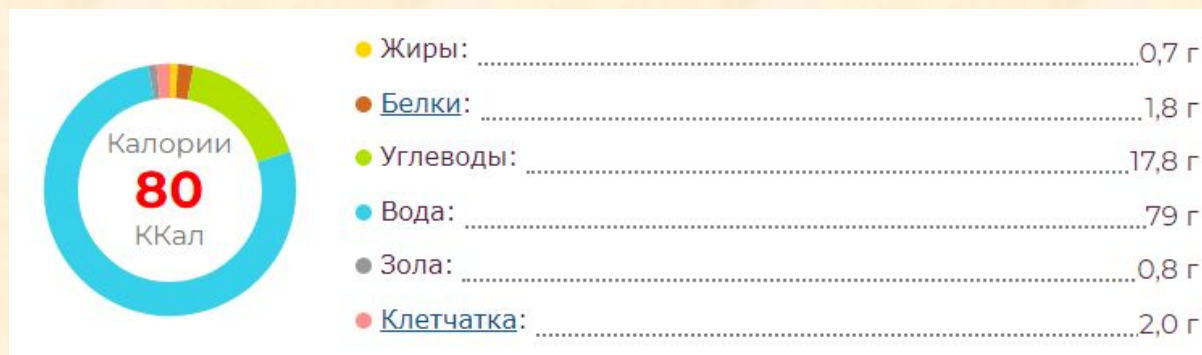 Калории
80
ККал
Жиры: 0,7 г
Белки: 1,8 г
Углеводы: 17,8 г
Вода: 79 г
Зола: 0,8 г
Клетчатка: 2,0 г